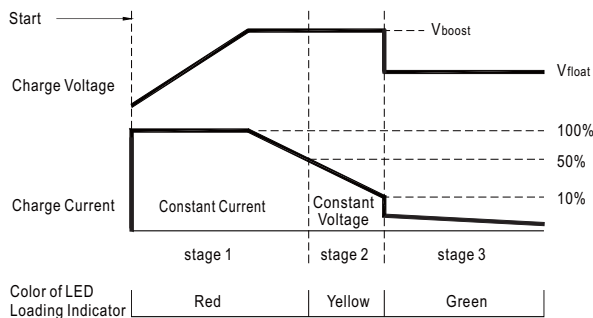 Start
Vboost
Charge Voltage
Vfloat
100%
50%
10%
Charge Current
Constant Current
Constant
Voltage
stage 1
stage 2
stage 3
Color of LED
Loading Indicator
Red
Yellow
Green